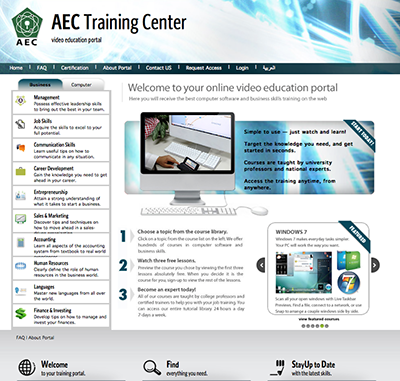 AEC
AEC Training Center
video education portal
Home
FAQ
Certification
About Portal
Contact US
Request Access
Login
العربية
Business
Computer
Management
Possess effective leadership skills
to bring out the best in your team.
Job Skills
Acquire the skills to excel to your
full potential.
Communication Skills
Learn useful tips on how to
communicate in any situation.
Career Development
Gain the knowledge you need to get
ahead in your career.
Entrepreneurship
Attain a strong understanding of
what it takes to start a business.
Sales & Marketing
Discover tips and techniques on
how to move ahead in a sales-
Accounting
Learn all aspects of the accounting
system from textbook to real world
Human Resources
Clearly define the role of human
resources in the business world.
Languages
Master new languages from all over
the world.
Finance & Investing
Develop tips on how to manage and
invest your finances.
Welcome to your online video education portal
Here you will receive the best computer software and business skills training on the web
START TODAY!
Simple to use — just watch and learn!
Target the knowledge you need, and get
started in seconds.
Courses are taught by university
professors and national experts.
Access the training anytime, from
anywhere.
1
Choose a topic from the course library.
Click on a topic from the course list on the left. We offer
hundreds of courses in computer software and
business skills.
2
Watch three free lessons.
Preview the course you chose by viewing the first three
lessons absolutely free. When you decide it is the
course for you, sign-up to view the rest of the lessons.
3
Become an expert today!
All of our courses are taught by college professors and
certified trainers to help you with your job training. You
can access our entire tutorial library 24 hours a day
7 days a week.
FEATURED
WINDOWS 7
Windows 7 makes everyday tasks simpler.
Your PC will work the way you want.
Scan all your open windows with Live Taskbar
Previews. Find a file, connect to a network, or use
Snap to arrange a couple windows side by side.
view featured courses
FAQ | About Portal
Welcome
to your training portal.
Find
everything you need.
StayUp to Date
with the latest skills.